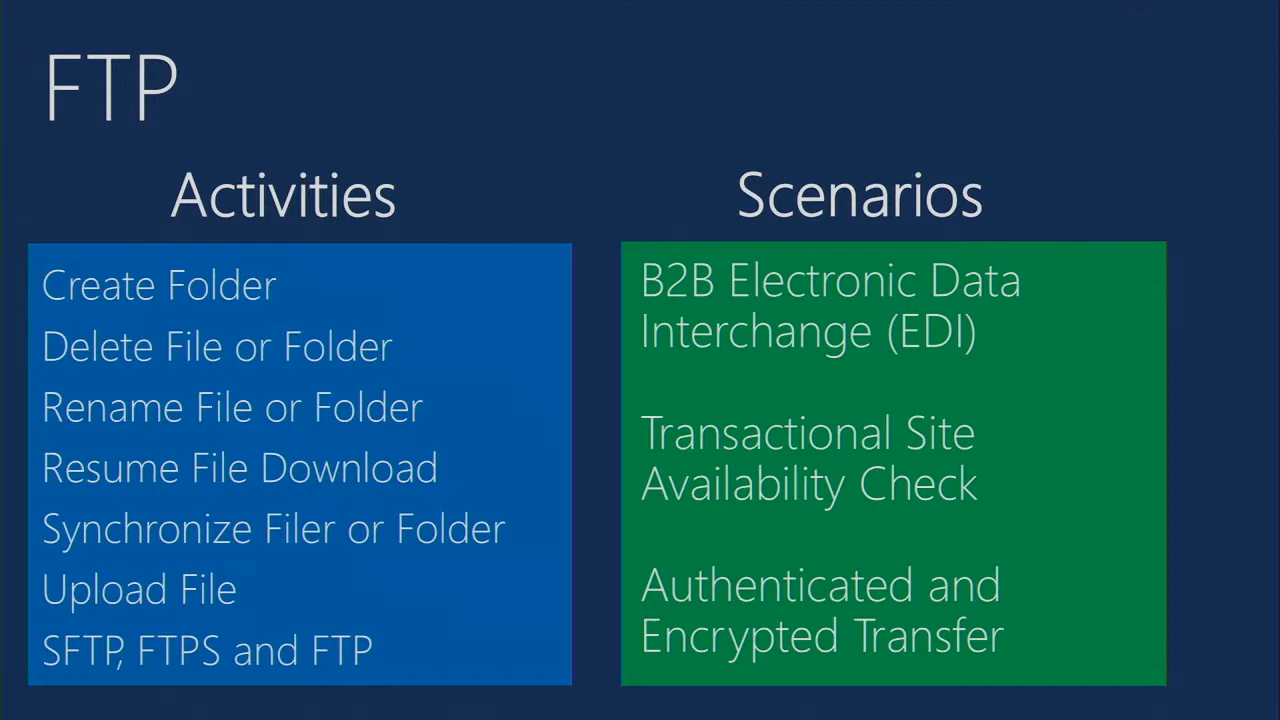 FTP
Activities
Create Folder
Delete File or Folder
Rename File or Folder
Resume File Download
Synchronize Filer or Folder
Upload File
SFTP, FTPS and FTP
Scenarios
B2B Electronic Data
Interchange (EDI)
Transactional Site
Availability Check
Authenticated and
Encrypted Transfer